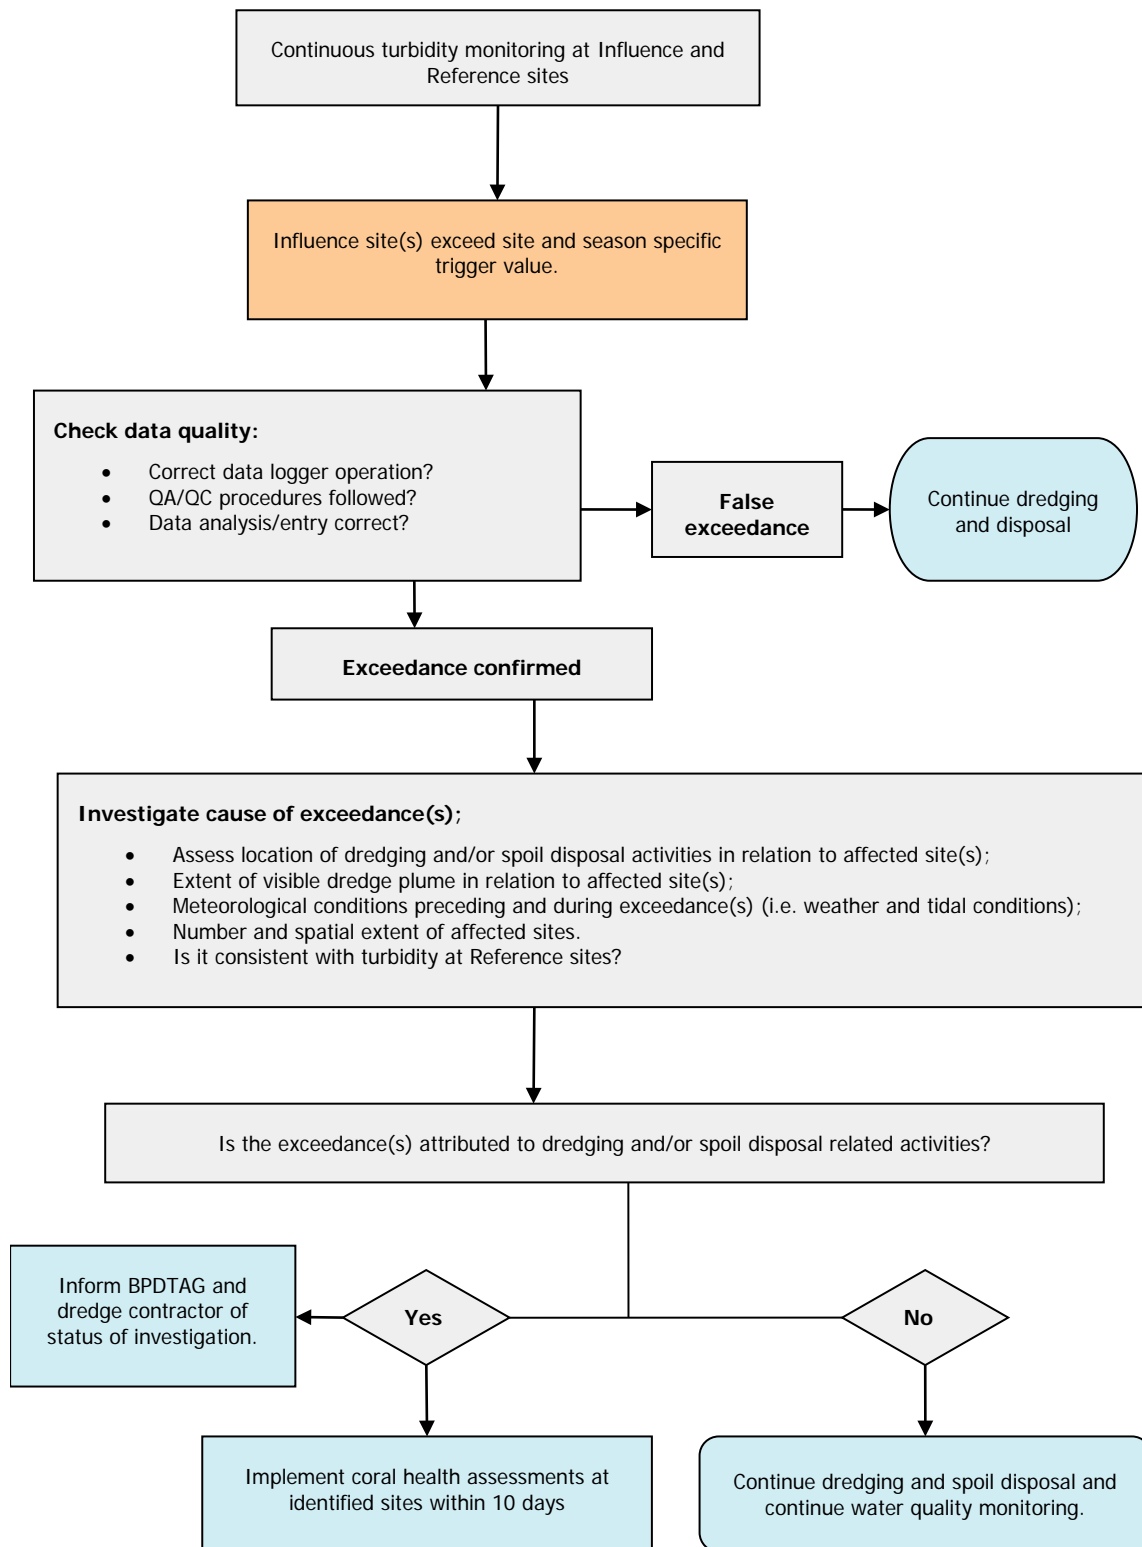 Continuous turbidity monitoring at Influence and
Reference sites
Influence site(s) exceed site and season specific
trigger value.
Check data quality:
• Correct data logger operation?
• QA/QC procedures followed?
• Data analysis/entry correct?
False
exceedance
Continue dredging
and disposal
Exceedance confirmed
Investigate cause of exceedance(s);
• Assess location of dredging and/or spoil disposal activities in relation to affected site(s);
• Extent of visible dredge plume in relation to affected site(s);
• Meteorological conditions preceding and during exceedance(s) (i.e. weather and tidal conditions);
• Number and spatial extent of affected sites.
• Is it consistent with turbidity at Reference sites?
Is the exceedance(s) attributed to dredging and/or spoil disposal related activities?
Inform BPDTAG and
dredge contractor of
status of investigation.
Yes
No
Implement coral health assessments at
identified sites within 10 days
Continue dredging and spoil disposal and
continue water quality monitoring.